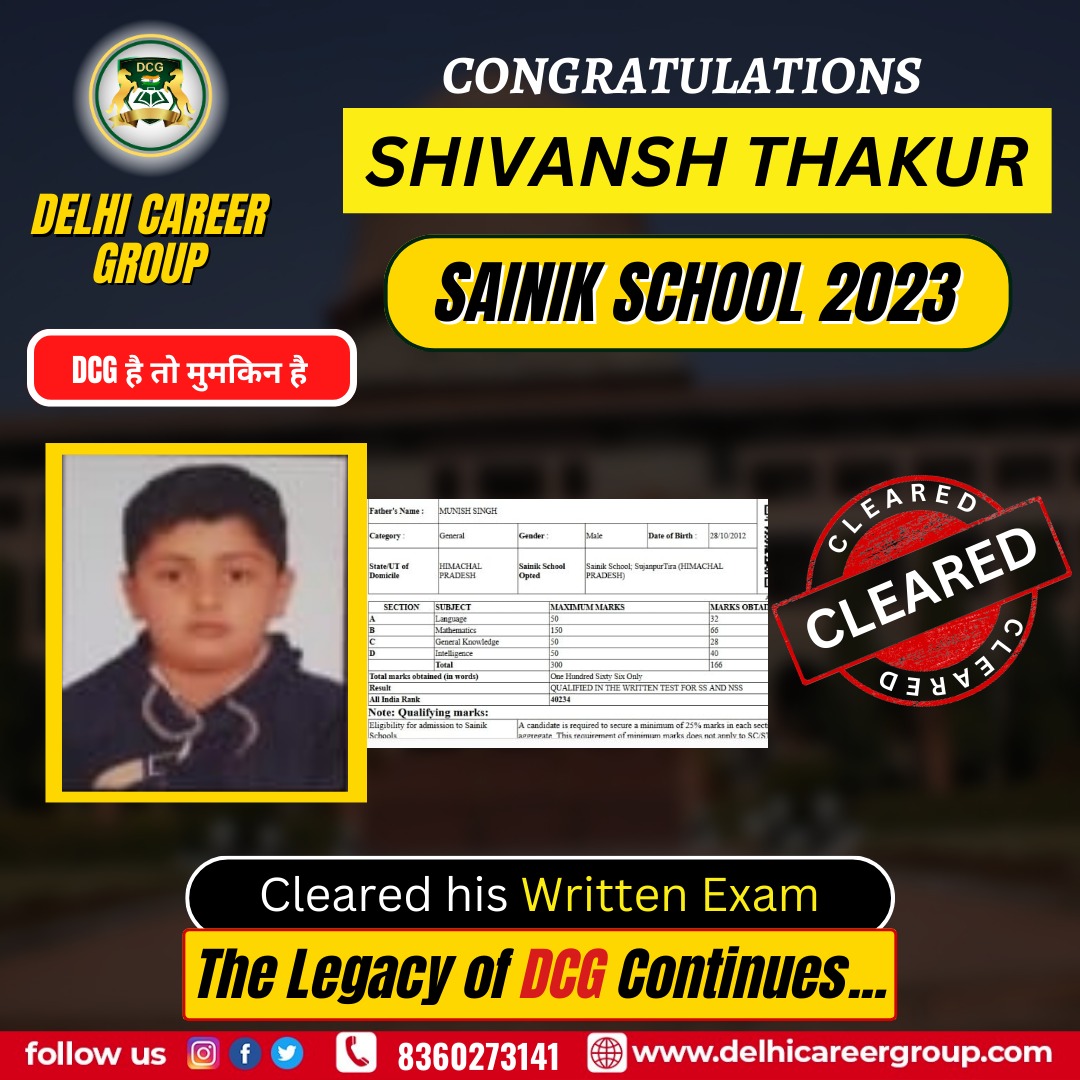 DCG
DELHI CAREER
GROUP
CONGRATULATIONS
SHIVANSH THAKUR
SAINIK SCHOOL 2023
DCG है तो मुमकिन है
Father's Name : MUNISH SINGH
Category : General Gender : Male Date of Birth : 28/10/2012
State/UT of Domicile HIMACHAL PRADESH Sainik School Opted Sainik School; SujanpurTira (HIMACHAL PRADESH)
SECTION SUBJECT MAXIMUM MARKS MARKS OBTAI
A Language 50 32
B Mathematics 150 66
C General Knowledge 50 28
D Intelligence 50 40
Total 300 166
Total marks obtained (in words) One Hundred Sixty Six Only
Result QUALIFIED IN THE WRITTEN TEST FOR SS AND NSS
All India Rank 40234
Note: Qualifying marks:
Eligibility for admission to Sainik Schools A candidate is required to secure a minimum of 25% marks in each sect
aggregate. This requirement of minimum marks does not apply to SC/ST
CLEARED
CLEARED
CLEARED
Cleared his Written Exam
The Legacy of DCG Continues...
follow us 8360273141 www.delhicareergroup.com